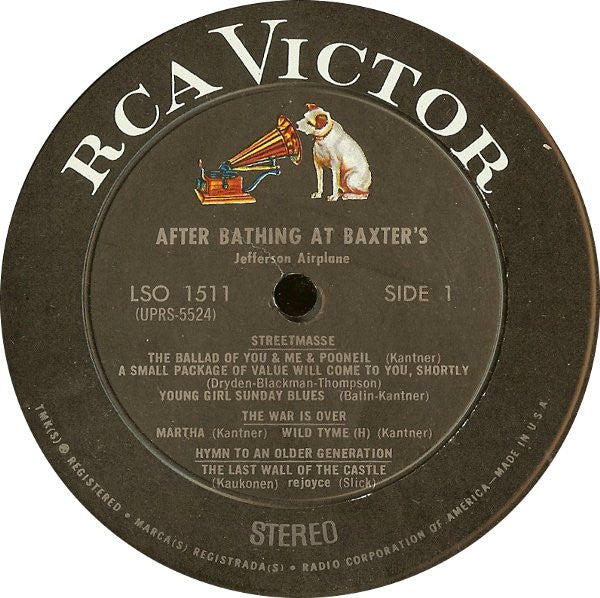 RCA VICTOR
AFTER BATHING AT BAXTER'S
Jefferson Airplane
LSO 1511 SIDE 1
(UPRS-5524)
STREETMASSE
THE BALLAD OF YOU & ME & POONEIL (Kantner)
A SMALL PACKAGE OF VALUE WILL COME TO YOU, SHORTLY
(Dryden-Blackman-Thompson)
YOUNG GIRL SUNDAY BLUES (Balin-Kantner)
THE WAR IS OVER
MARTHA (Kantner) WILD TYME (H) (Kantner)
HYMN TO AN OLDER GENERATION
THE LAST WALL OF THE CASTLE
(Kaukonen) rejoyce (Slick)
STEREO
TMK(S) ® REGISTERED • MARCA(S) REGISTRADA(S) • RADIO CORPORATION OF AMERICA—MADE IN U.S.A.